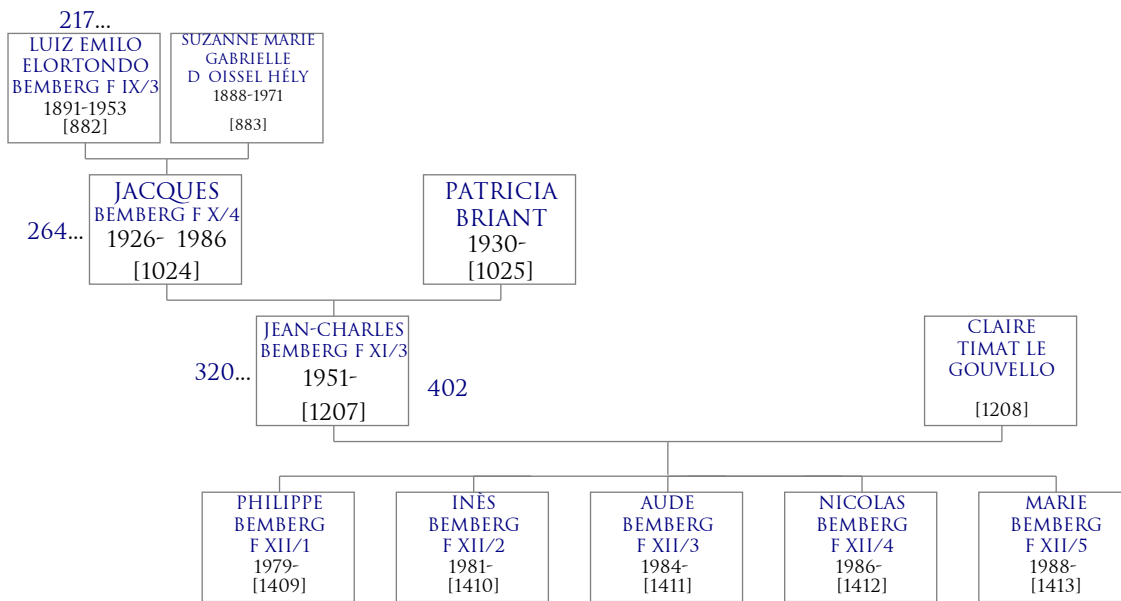 217...
LUIZ EMILO
ELORTONDO
BEMBERG F IX/3
1891-1953
[882]
SUZANNE MARIE
GABRIELLE
D OISSEL HÉLY
1888-1971
[883]
264...
JACQUES
BEMBERG F X/4
1926- 1986
[1024]
PATRICIA
BRIANT
1930-
[1025]
320...
JEAN-CHARLES
BEMBERG F XI/3
1951-
[1207]
402
CLAIRE
TIMAT LE
GOUVELLO
[1208]
PHILIPPE
BEMBERG
F XII/1
1979-
[1409]
INÈS
BEMBERG
F XII/2
1981-
[1410]
AUDE
BEMBERG
F XII/3
1984-
[1411]
NICOLAS
BEMBERG
F XII/4
1986-
[1412]
MARIE
BEMBERG
F XII/5
1988-
[1413]